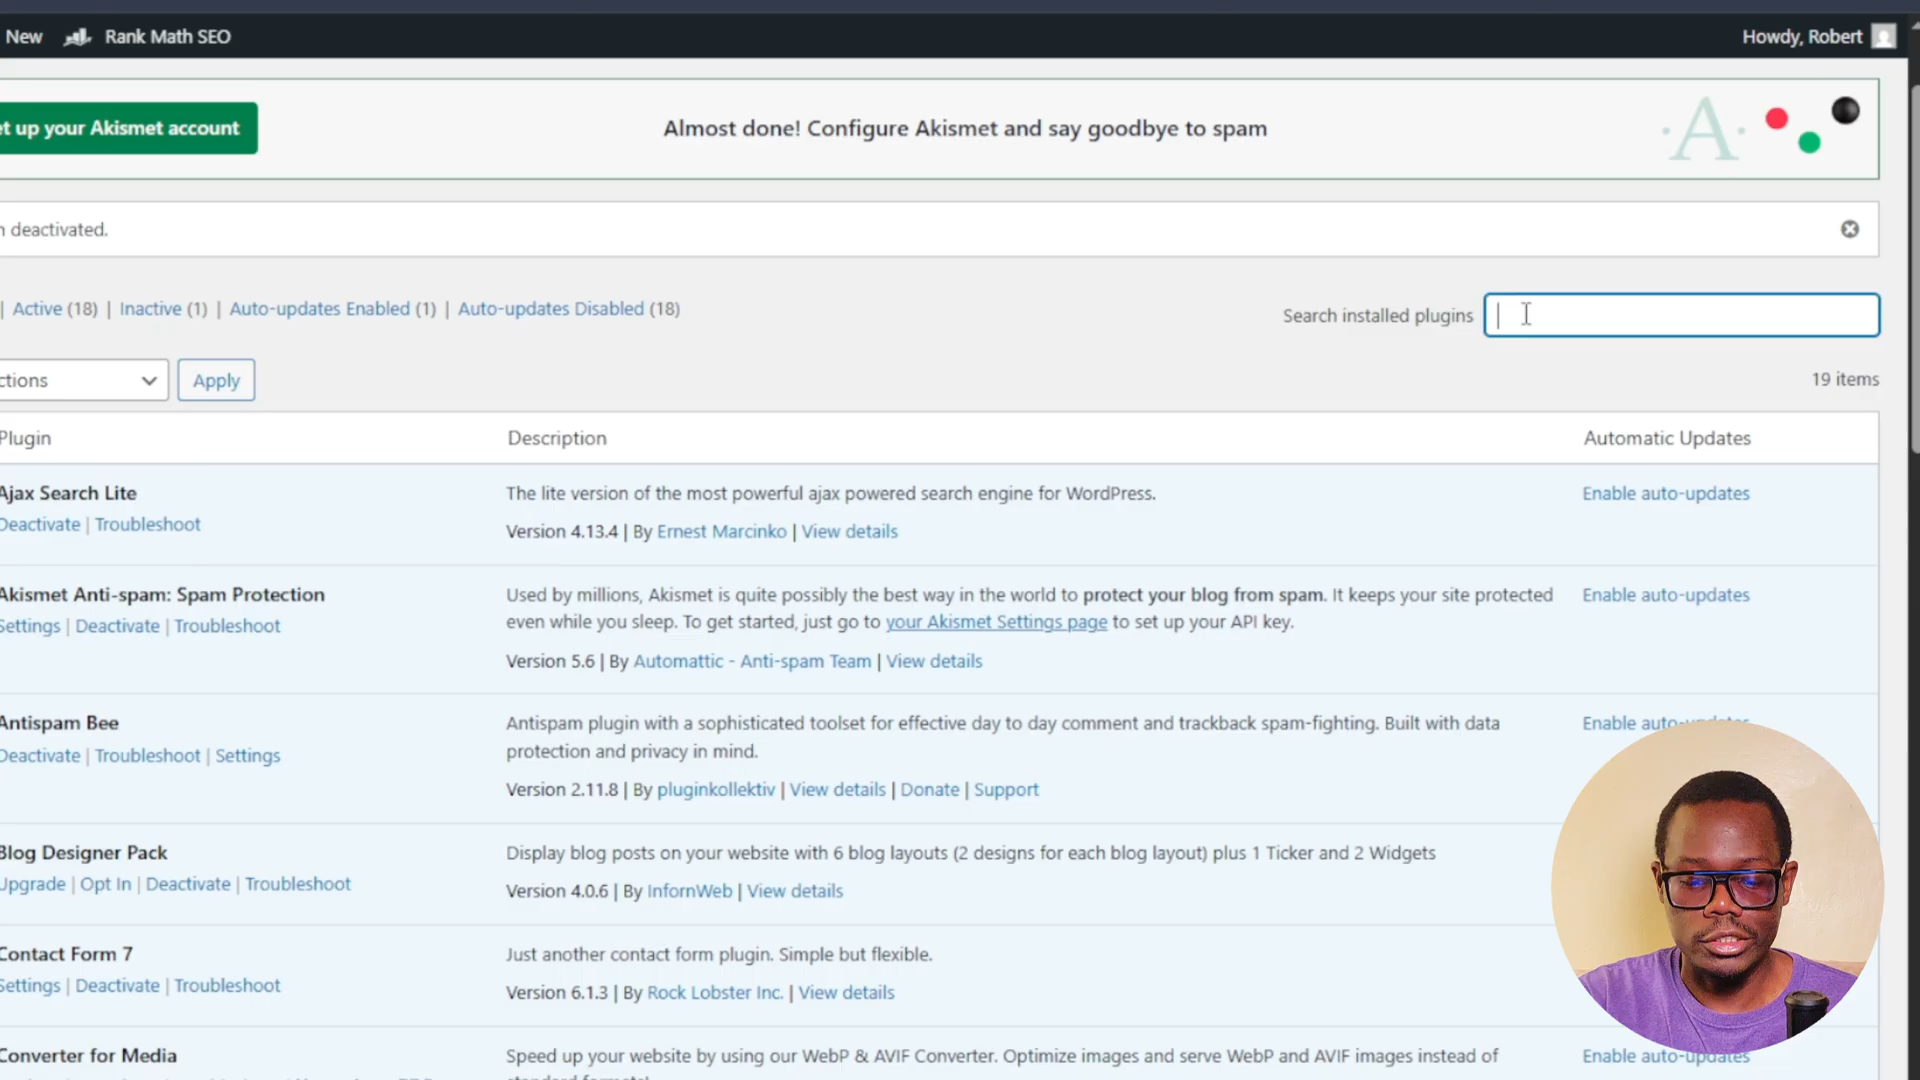 New Rank Math SEO Howdy, Robert
et up your Akismet account Almost done! Configure Akismet and say goodbye to spam
A
n deactivated.
| Active (18) | Inactive (1) | Auto-updates Enabled (1) | Auto-updates Disabled (18)
Search installed plugins
ctions Apply 19 items
Plugin Description Automatic Updates
Ajax Search Lite The lite version of the most powerful ajax powered search engine for WordPress. Enable auto-updates
Deactivate | Troubleshoot Version 4.13.4 | By Ernest Marcinko | View details
Akismet Anti-spam: Spam Protection Used by millions, Akismet is quite possibly the best way in the world to protect your blog from spam. It keeps your site protected Enable auto-updates
Settings | Deactivate | Troubleshoot even while you sleep. To get started, just go to your Akismet Settings page to set up your API key.
Version 5.6 | By Automattic - Anti-spam Team | View details
Antispam Bee Antispam plugin with a sophisticated toolset for effective day to day comment and trackback spam-fighting. Built with data Enable auto-updates
Deactivate | Troubleshoot | Settings protection and privacy in mind.
Version 2.11.8 | By pluginkollektiv | View details | Donate | Support
Blog Designer Pack Display blog posts on your website with 6 blog layouts (2 designs for each blog layout) plus 1 Ticker and 2 Widgets
Upgrade | Opt In | Deactivate | Troubleshoot Version 4.0.6 | By InfornWeb | View details
Contact Form 7 Just another contact form plugin. Simple but flexible.
Settings | Deactivate | Troubleshoot Version 6.1.3 | By Rock Lobster Inc. | View details
Converter for Media Speed up your website by using our WebP & AVIF Converter. Optimize images and serve WebP and AVIF images instead of Enable auto-updates